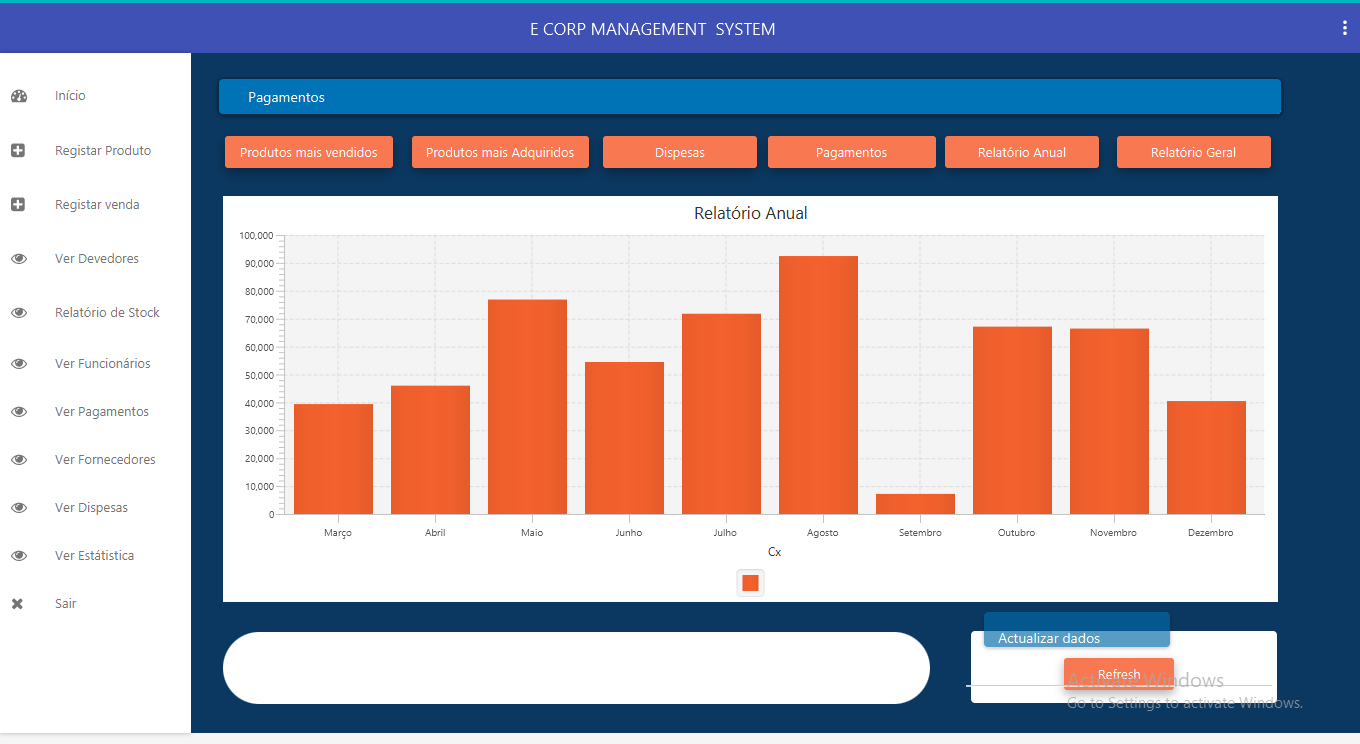 E CORP MANAGEMENT  SYSTEM
Início
Registar Produto
Registar venda
Ver Devedores
Relatório de Stock
Ver Funcionários
Ver Pagamentos
Ver Fornecedores
Ver Dispesas
Ver Estátistica
Sair
Pagamentos
Produtos mais vendidos
Produtos mais Adquiridos
Dispesas
Pagamentos
Relatório Anual
Relatório Geral
Relatório Anual
100,000
90,000
80,000
70,000
60,000
50,000
40,000
30,000
20,000
10,000
0
Março
Abril
Maio
Junho
Julho
Agosto
Setembro
Outubro
Novembro
Dezembro
Cx
Actualizar dados
Refresh
Activate Windows
Go to Settings to activate Windows.